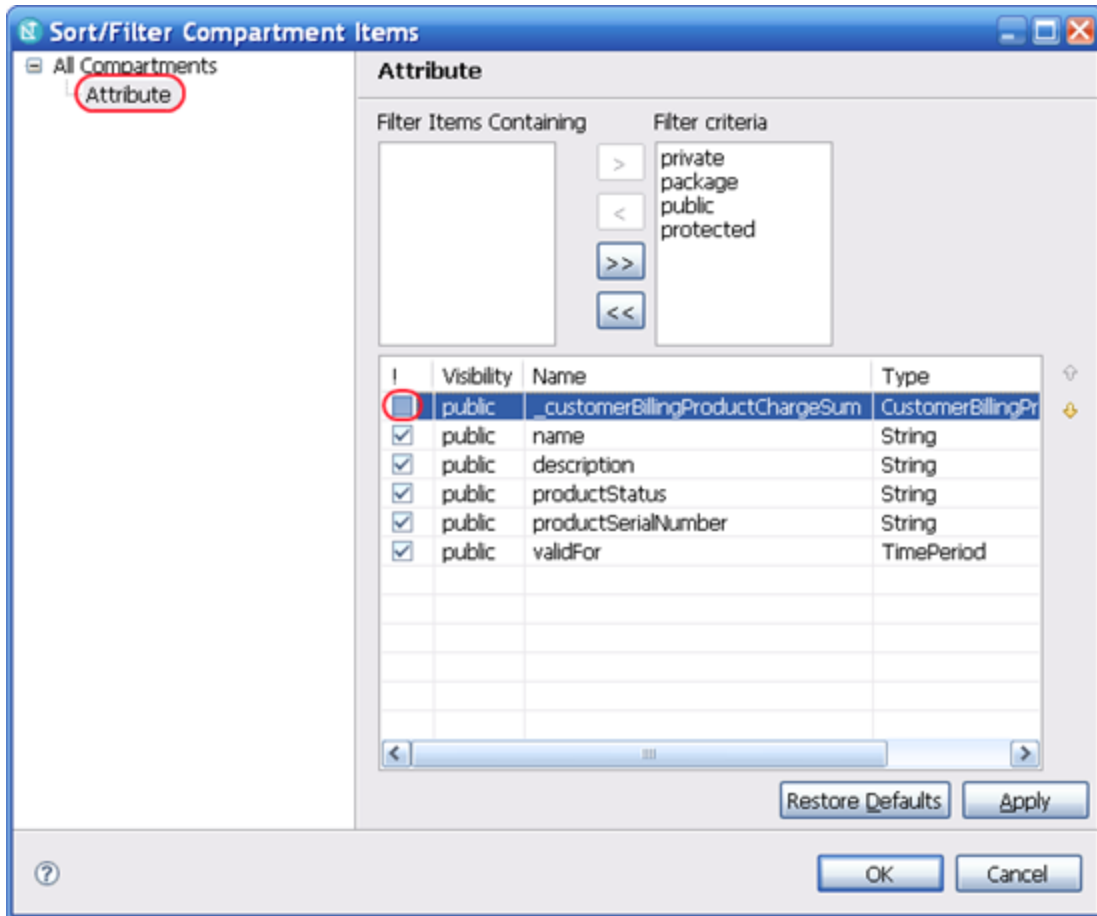 Sort/Filter Compartment Items
All Compartments
Attribute
Attribute
Filter Items Containing
Filter criteria
>
<
>>
<<
private
package
public
protected
! Visibility Name Type
public _customerBillingProductChargeSum CustomerBillingPr
public name String
public description String
public productStatus String
public productSerialNumber String
public validFor TimePeriod
Restore Defaults Apply
? OK Cancel